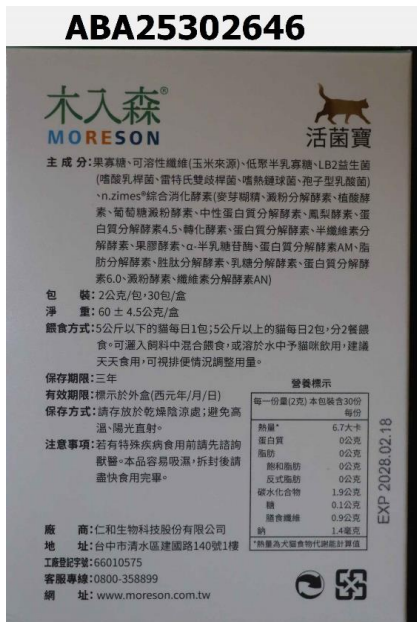 ABA25302646
木入森®
MORESON
活菌寶
主成分:果寡糖、可溶性纖維(玉米來源)、低聚半乳寡糖、LB2益生菌
(嗜酸乳桿菌、雷特氏雙歧桿菌、嗜熱鏈球菌、孢子型乳酸菌)
、n.zimes®綜合消化酵素(麥芽糊精、澱粉分解酵素、植酸酵
素、葡萄糖澱粉酵素、中性蛋白質分解酵素、鳳梨酵素、蛋
白質分解酵素4.5、轉化酵素、蛋白質分解酵素、半纖維素分
解酵素、果膠酵素、α-半乳糖苷酶、蛋白質分解酵素AM、脂
肪分解酵素、胜肽分解酵素、乳糖分解酵素、蛋白質分解酵
素6.0、澱粉酵素、纖維素分解酵素AN)
包 裝:2公克/包,30包/盒
淨 重:60 ± 4.5公克/盒
餵食方式:5公斤以下的貓每日1包;5公斤以上的貓每日2包,分2餐餵
食。可灑入飼料中混合餵食,或溶於水中予貓咪飲用,建議
天天食用,可視排便情況調整用量。
保存期限:三年
有效期限:標示於外盒(西元年/月/日)
保存方式:請存放於乾燥陰涼處;避免高
溫、陽光直射。
注意事項:若有特殊疾病食用前請先諮詢
獸醫。本品容易吸濕,拆封後請
盡快食用完畢。
營養標示
每一份量(2克) 本包裝含30份
每份
熱量* 6.7大卡
蛋白質 0公克
脂肪 0公克
飽和脂肪 0公克
反式脂肪 0公克
碳水化合物 1.9公克
糖 0.1公克
膳食纖維 0.9公克
鈉 1.4毫克
*熱量為犬貓食物代謝能計算值
EXP 2028.02.18
廠 商:仁和生物科技股份有限公司
地 址:台中市清水區建國路140號1樓
工廠登記字號:66010575
客服專線:0800-358899
網 址:www.moreson.com.tw